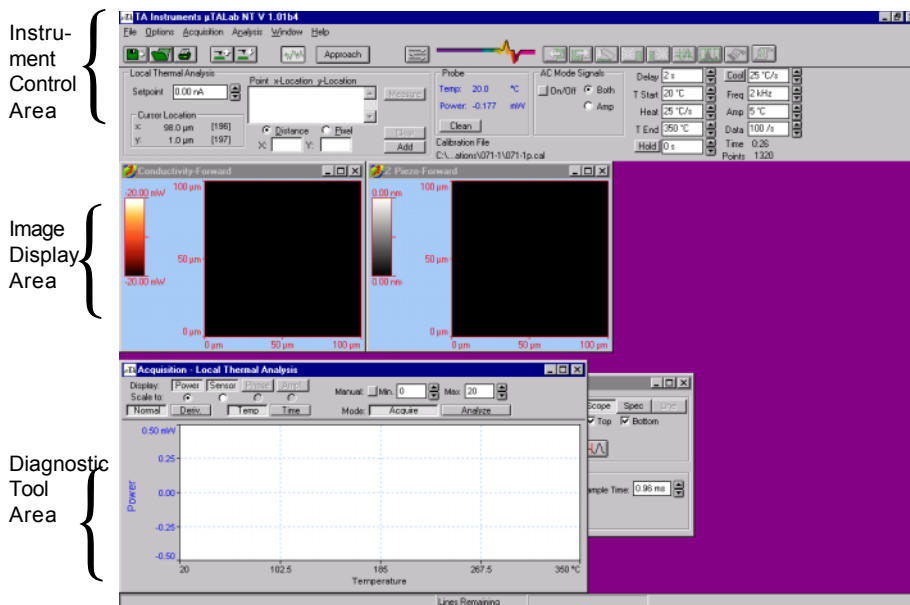 Instru-
ment
Control
Area
Image
Display
Area
Diagnostic
Tool
Area
µTA TA Instruments µTALab NT V 1.01b4
File Options Acquisition Analysis Window Help
Approach
Local Thermal Analysis
Setpoint 0.00 nA
Cursor Location
x: 98.0 µm [196]
y: 1.0 µm [197]
Point x-Location y-Location
Measure
Distance Pixel
Clear
X: Y: Add
Probe
Temp: 20.0 °C
Power: -0.177 mW
Clean
Calibration File
C:\...ations\071-1\071-1p.cal
AC Mode Signals
On/Off Both
Amp
Delay 2 s
T Start 20 °C
Heat 25 °C/s
T End 350 °C
Hold 0 s
Cool 25 °C/s
Freq 2 kHz
Amp 5 °C
Data 100 /s
Time 0:26
Points 1320
Conductivity-Forward
-20.00 mW
-20.00 mW
100 µm
50 µm
0 µm
0 µm 50 µm 100 µm
Z Piezo-Forward
0.00 nm
0.00 nm
100 µm
50 µm
0 µm
0 µm 50 µm 100 µm
µTA Acquisition - Local Thermal Analysis
Display: Power Sensor Phase Ampl.
Scale to:
Normal Deriv. Temp Time
Manual: Min. 0 Max 20
Mode: Acquire Analyze
0.50 mW
0.25
0.00
-0.25
-0.50
Power
20 102.5 185 267.5 350 °C
Temperature
Scope Spec Line
Top Bottom
ample Time: 0.96 ms
Lines Remaining